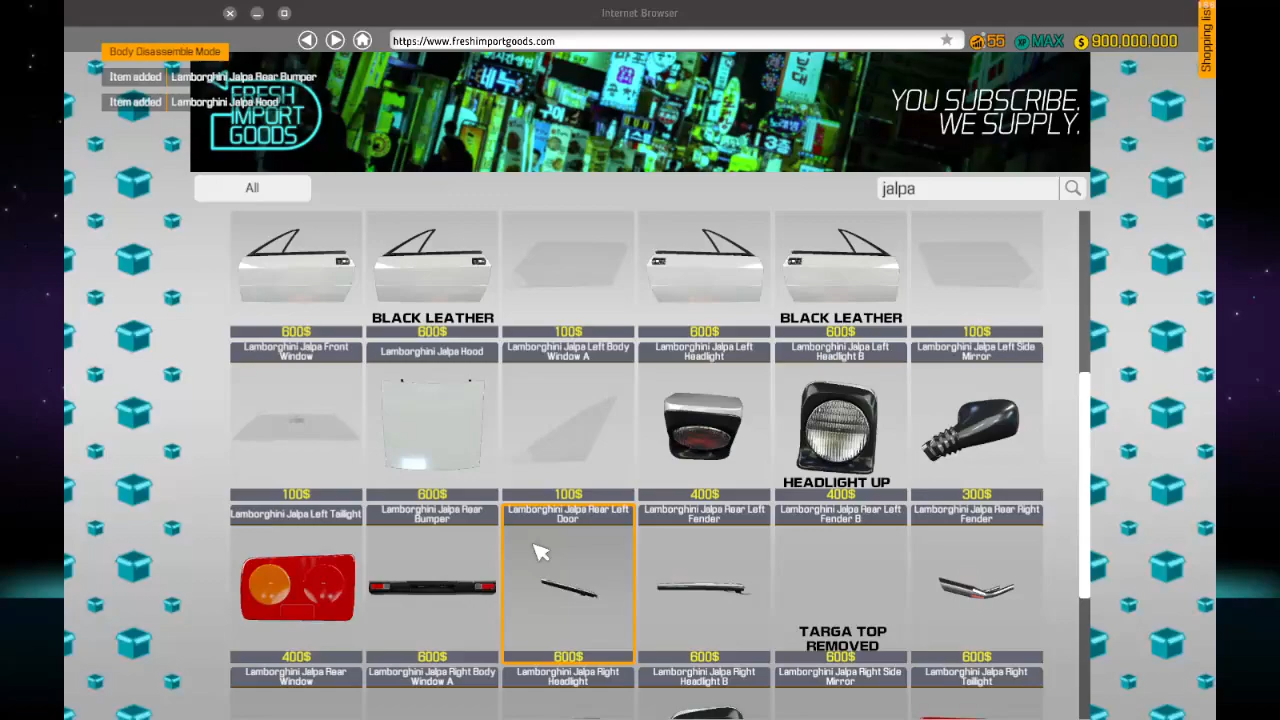 Internet Browser
https://www.freshimportgoods.com
55
XP MAX
$ 900,000,000
Shopping list
Body Disassemble Mode
Item added Lamborghini Jalpa Rear Bumper
Item added Lamborghini Jalpa Hood
FRESH
IMPORT
GOODS
YOU SUBSCRIBE.
WE SUPPLY.
All
jalpa
BLACK LEATHER
BLACK LEATHER
600$ 600$ 100$ 600$ 600$ 100$
Lamborghini Jalpa Front
Window
Lamborghini Jalpa Hood
Lamborghini Jalpa Left Body
Window A
Lamborghini Jalpa Left
Headlight
Lamborghini Jalpa Left
Headlight B
Lamborghini Jalpa Left Side
Mirror
HEADLIGHT UP
100$ 600$ 100$ 400$ 400$ 300$
Lamborghini Jalpa Left Taillight
Lamborghini Jalpa Rear
Bumper
Lamborghini Jalpa Rear Left
Door
Lamborghini Jalpa Rear Left
Fender
Lamborghini Jalpa Rear Left
Fender B
Lamborghini Jalpa Rear Right
Fender
TARGA TOP
REMOVED
400$ 600$ 600$ 600$ 600$ 600$
Lamborghini Jalpa Rear
Window
Lamborghini Jalpa Right Body
Window A
Lamborghini Jalpa Right
Headlight
Lamborghini Jalpa Right
Headlight B
Lamborghini Jalpa Right Side
Mirror
Lamborghini Jalpa Right
Taillight